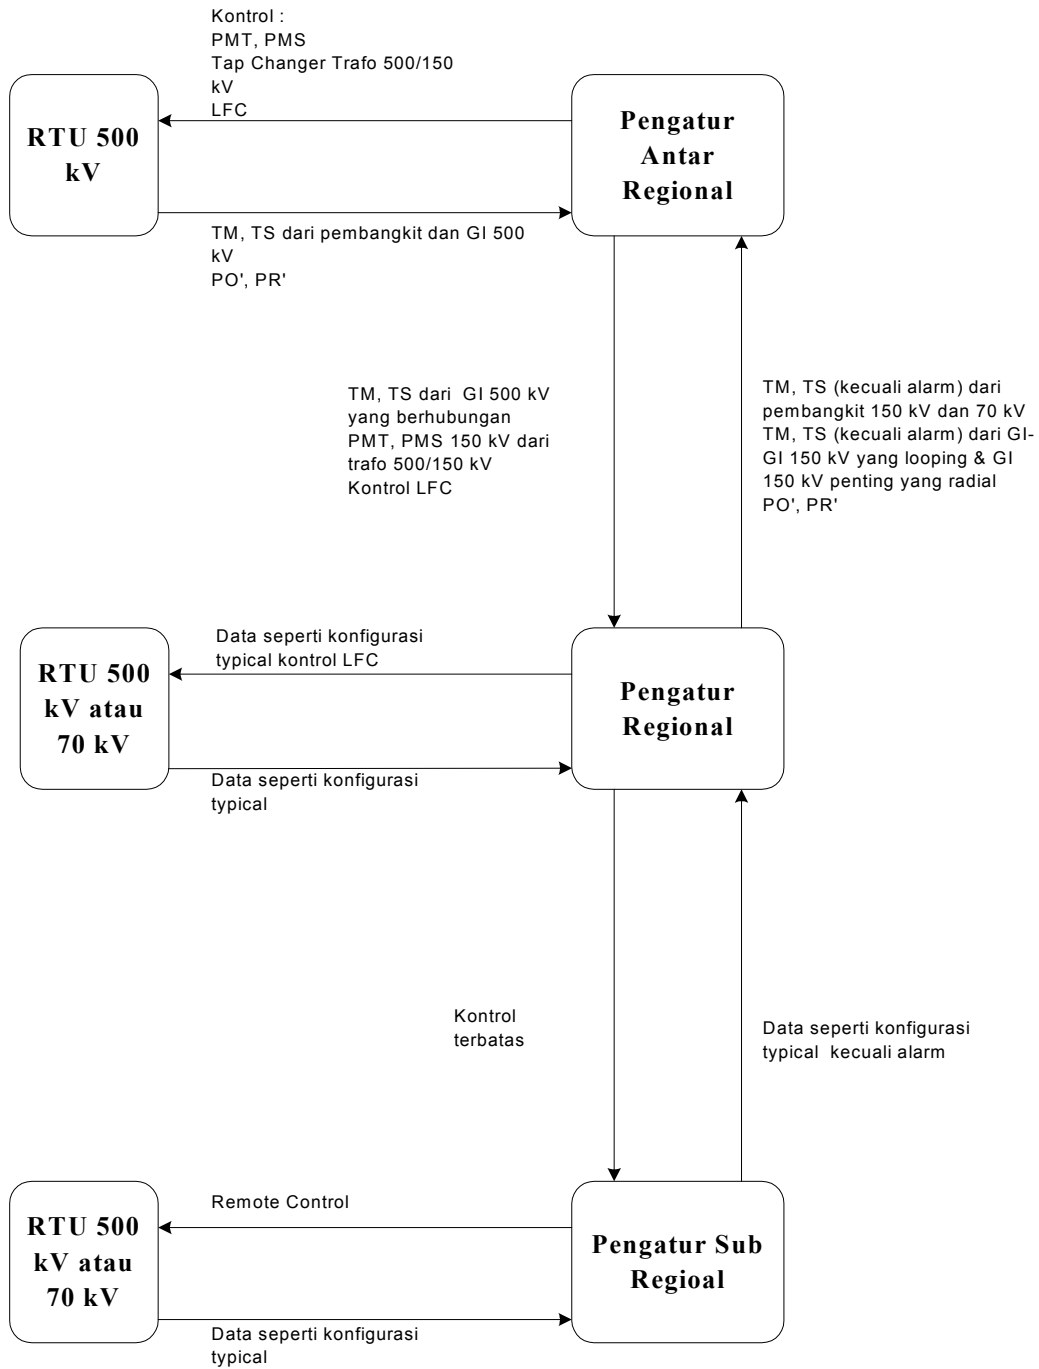 Kontrol :
PMT, PMS
Tap Changer Trafo 500/150
kV
LFC
RTU 500
kV
Pengatur
Antar
Regional
TM, TS dari pembangkit dan GI 500
kV
PO', PR'
TM, TS dari  GI 500 kV
yang berhubungan
PMT, PMS 150 kV dari
trafo 500/150 kV
Kontrol LFC
TM, TS (kecuali alarm) dari
pembangkit 150 kV dan 70 kV
TM, TS (kecuali alarm) dari GI-
GI 150 kV yang looping & GI
150 kV penting yang radial
PO', PR'
Data seperti konfigurasi
typical kontrol LFC
RTU 500
kV atau
70 kV
Pengatur
Regional
Data seperti konfigurasi
typical
Kontrol
terbatas
Data seperti konfigurasi
typical  kecuali alarm
Remote Control
RTU 500
kV atau
70 kV
Pengatur Sub
Regioal
Data seperti konfigurasi
typical